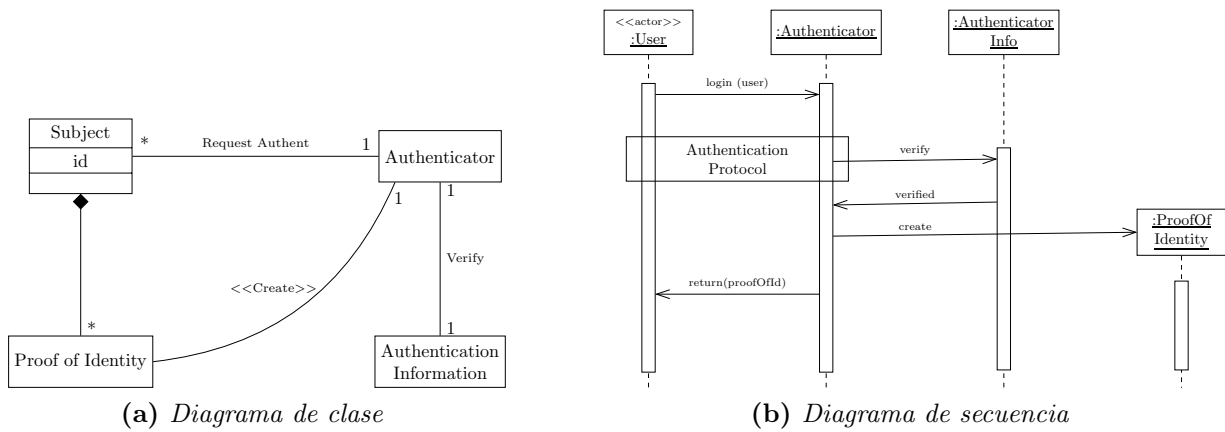 Subject
id
*
Request Authent
1
Authenticator
1
1
Verify
<<Create>>
*
1
Proof of Identity
Authentication
Information
(a) Diagrama de clase
<<actor>>
:User
:Authenticator
:Authenticator
Info
login (user)
Authentication
Protocol
verify
verified
create
:ProofOf
Identity
return(proofOfId)
(b) Diagrama de secuencia